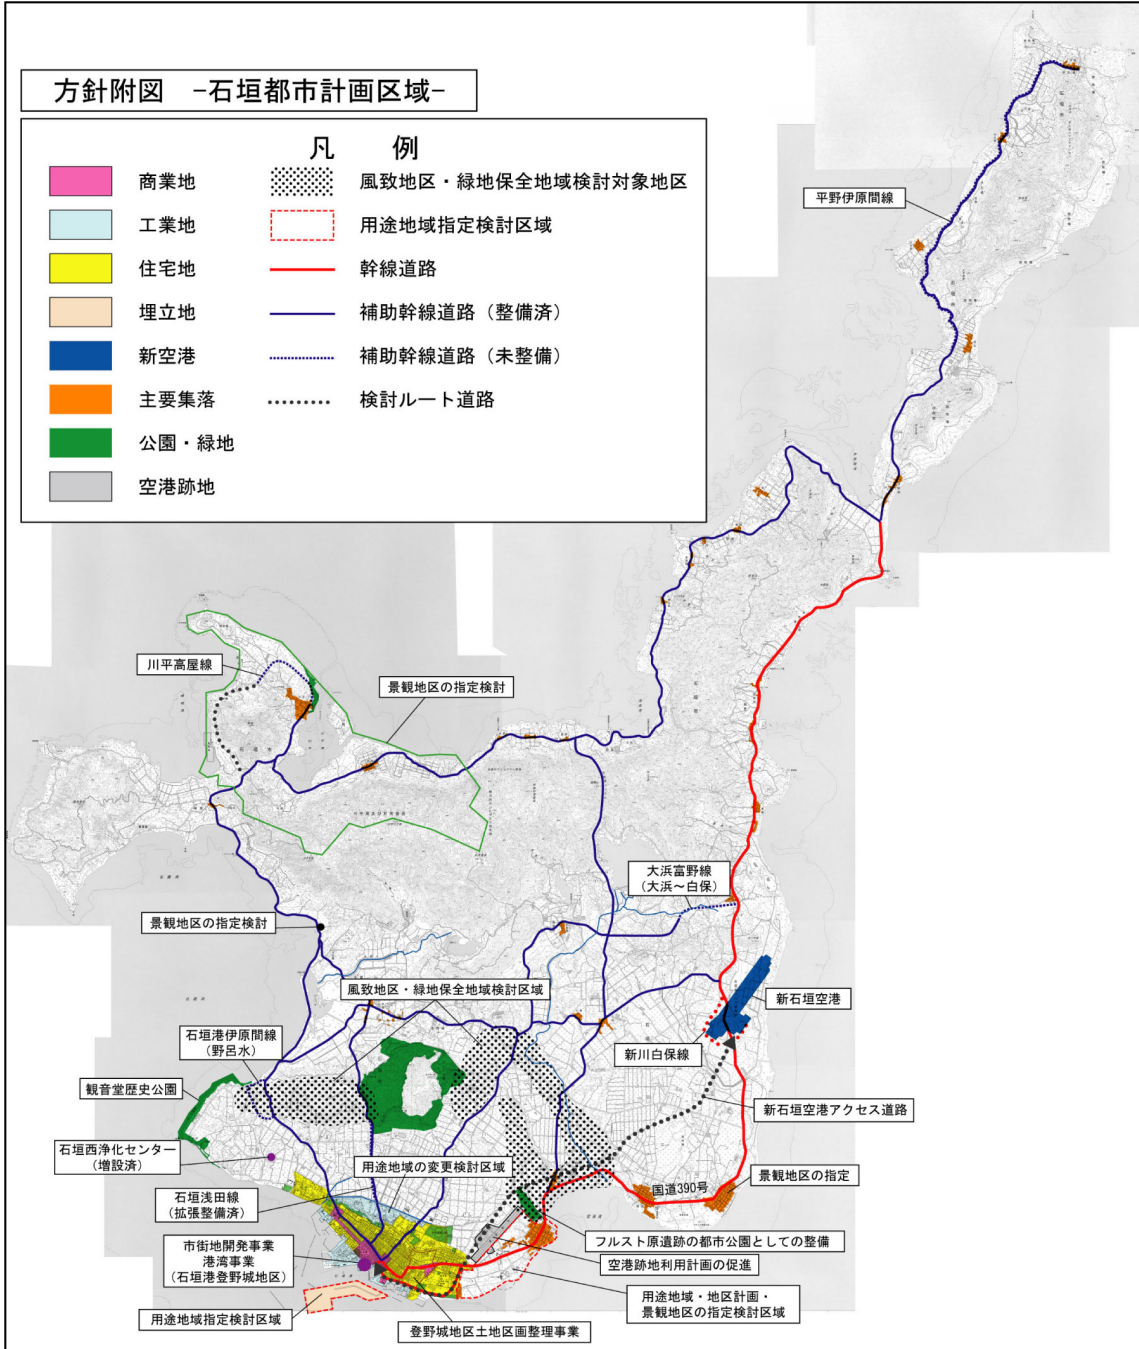 方針附図 -石垣都市計画区域-
凡 例
商業地
工業地
住宅地
埋立地
新空港
主要集落
公園・緑地
空港跡地
風致地区・緑地保全地域検討対象地区
用途地域指定検討区域
幹線道路
補助幹線道路（整備済）
補助幹線道路（未整備）
検討ルート道路
平野伊原間線
川平高屋線
景観地区の指定検討
大浜富野線
（大浜～白保）
景観地区の指定検討
風致地区・緑地保全地域検討区域
新石垣空港
石垣港伊原間線
（野呂水）
新川白保線
観音堂歴史公園
新石垣空港アクセス道路
石垣西浄化センター
（増設済）
用途地域の変更検討区域
国道390号
景観地区の指定
石垣浅田線
（拡張整備済）
フルスト原遺跡の都市公園としての整備
市街地開発事業
港湾事業
（石垣港登野城地区）
空港跡地利用計画の促進
用途地域・地区計画・
景観地区の指定検討区域
用途地域指定検討区域
登野城地区土地区画整理事業